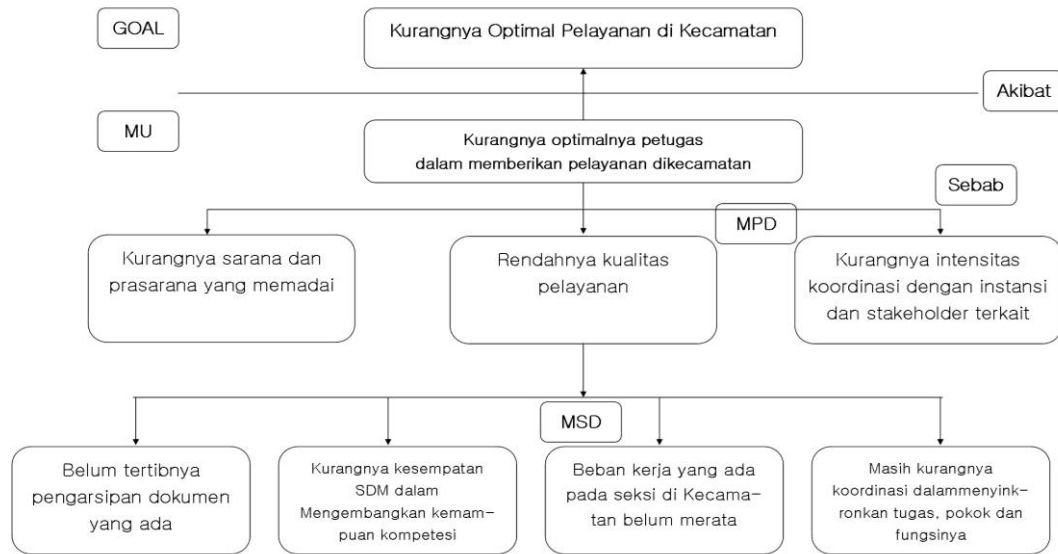 GOAL
Kurangnya Optimal Pelayanan di Kecamatan
Akibat
MU
Kurangnya optimalnya petugas
dalam memberikan pelayanan dikecamatan
Sebab
MPD
Kurangnya sarana dan
prasarana yang memadai
Rendahnya kualitas
pelayanan
Kurangnya intensitas
koordinasi dengan instansi
dan stakeholder terkait
MSD
Belum tertibnya
pengarsipan dokumen
yang ada
Kurangnya kesempatan
SDM dalam
Mengembangkan kemam-
puan kompetesi
Beban kerja yang ada
pada seksi di Kecama-
tan belum merata
Masih kurangnya
koordinasi dalammenyink-
ronkan tugas, pokok dan
fungsinya